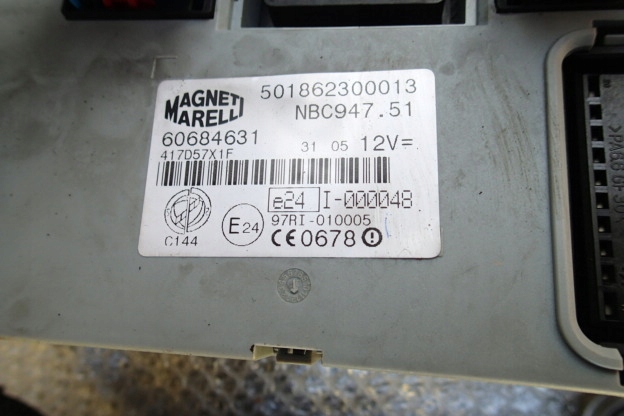 MAGNETI MARELLI
501862300013
NBC947.51
60684631
31 05 12V=
417D57X1F
e24 I-000048
E24 97RI-010005
C144
CE0678